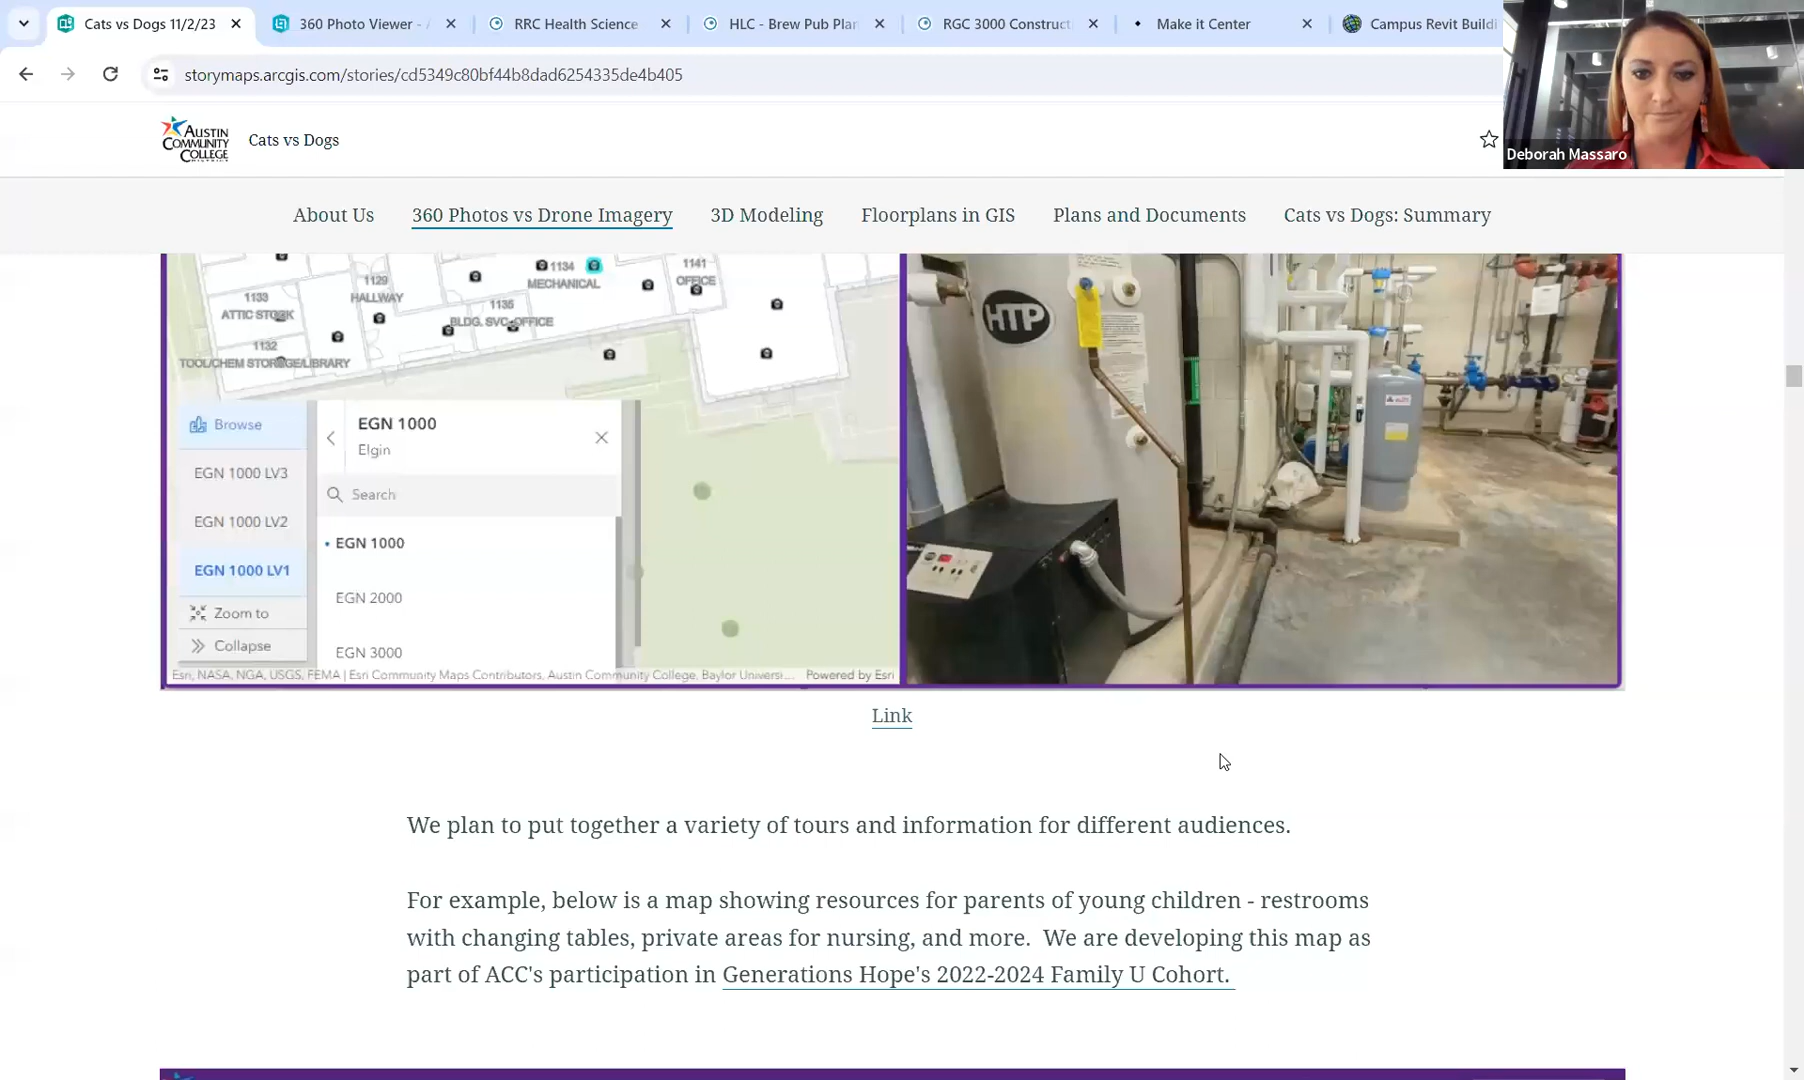 Cats vs Dogs 11/2/23
360 Photo Viewer - A
RRC Health Science
HLC - Brew Pub Plan
RGC 3000 Construct
Make it Center
Campus Revit Buildi
storymaps.arcgis.com/stories/cd5349c80bf44b8dad6254335de4b405
AUSTIN
COMMUNITY
COLLEGE
Cats vs Dogs
Deborah Massaro
About Us
360 Photos vs Drone Imagery
3D Modeling
Floorplans in GIS
Plans and Documents
Cats vs Dogs: Summary
1134
MECHANICAL
1141
OFFICE
1129
HALLWAY
1133
ATTIC STOCK
1135
BLDG. SVC. OFFICE
1132
TOOL/CHEM STORAGE/LIBRARY
HTP
Browse
EGN 1000 LV3
EGN 1000 LV2
EGN 1000 LV1
Zoom to
Collapse
EGN 1000
Elgin
Search
EGN 1000
EGN 2000
EGN 3000
Esri, NASA, NGA, USGS, FEMA | Esri Community Maps Contributors, Austin Community College, Baylor Universi...
Powered by Esri
Link
We plan to put together a variety of tours and information for different audiences.
For example, below is a map showing resources for parents of young children - restrooms
with changing tables, private areas for nursing, and more. We are developing this map as
part of ACC's participation in Generations Hope's 2022-2024 Family U Cohort.